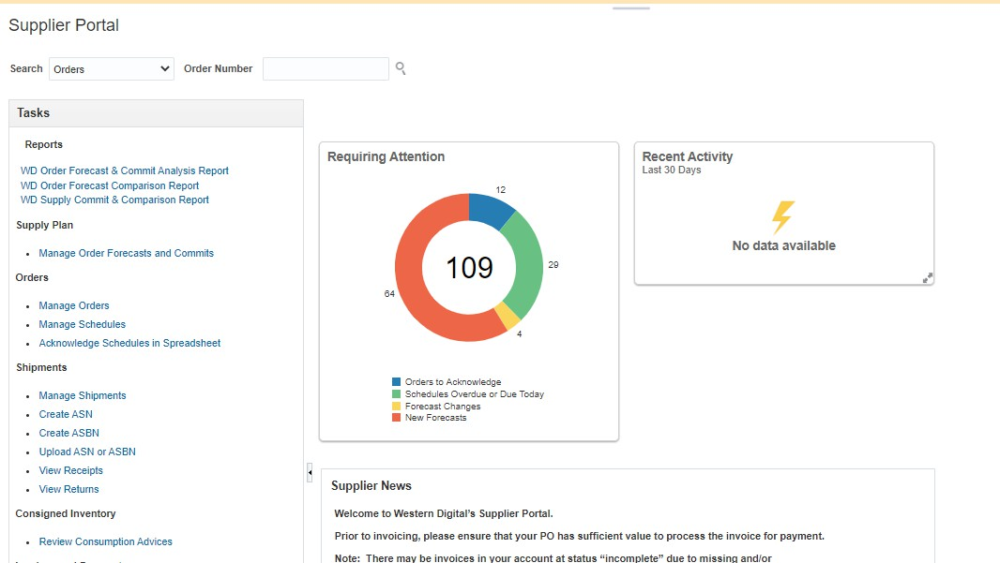 Supplier Portal
Search Orders Order Number
Tasks
Reports
WD Order Forecast & Commit Analysis Report
WD Order Forecast Comparison Report
WD Supply Commit & Comparison Report
Supply Plan
Manage Order Forecasts and Commits
Orders
Manage Orders
Manage Schedules
Acknowledge Schedules in Spreadsheet
Shipments
Manage Shipments
Create ASN
Create ASBN
Upload ASN or ASBN
View Receipts
View Returns
Consigned Inventory
Review Consumption Advices
Requiring Attention
12
29
109
64
4
Orders to Acknowledge
Schedules Overdue or Due Today
Forecast Changes
New Forecasts
Recent Activity
Last 30 Days
No data available
Supplier News
Welcome to Western Digital’s Supplier Portal.
Prior to invoicing, please ensure that your PO has sufficient value to process the invoice for payment.
Note: There may be invoices in your account at status “incomplete” due to missing and/or